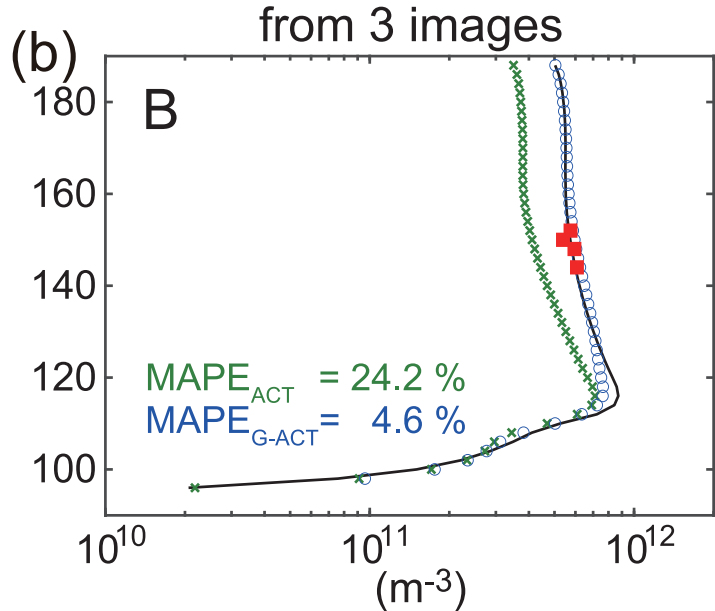 from 3 images
(b)
B
180
160
140
120
100
MAPE_ACT = 24.2 %
MAPE_G-ACT = 4.6 %
10^10 10^11 10^12
(m^-3)